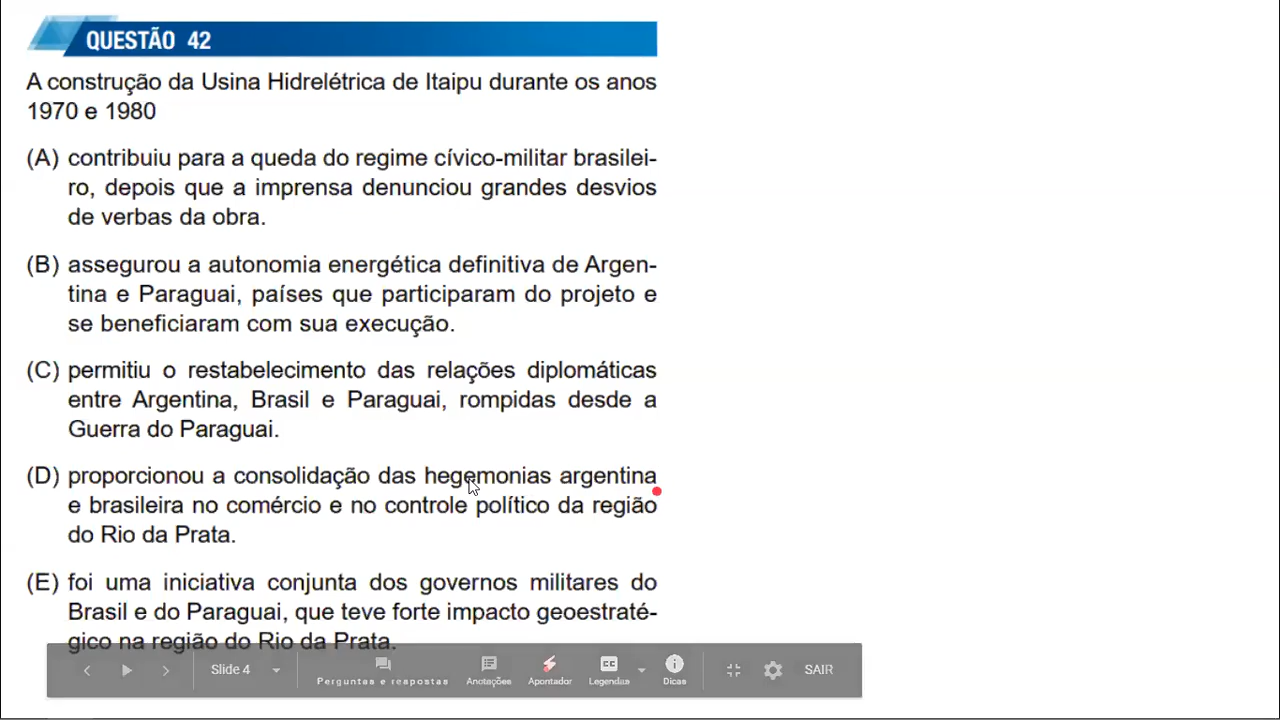 QUESTÃO 42
A construção da Usina Hidrelétrica de Itaipu durante os anos
1970 e 1980
(A) contribuiu para a queda do regime cívico-militar brasilei-
ro, depois que a imprensa denunciou grandes desvios
de verbas da obra.
(B) assegurou a autonomia energética definitiva de Argen-
tina e Paraguai, países que participaram do projeto e
se beneficiaram com sua execução.
(C) permitiu o restabelecimento das relações diplomáticas
entre Argentina, Brasil e Paraguai, rompidas desde a
Guerra do Paraguai.
(D) proporcionou a consolidação das hegemonias argentina
e brasileira no comércio e no controle político da região
do Rio da Prata.
(E) foi uma iniciativa conjunta dos governos militares do
Brasil e do Paraguai, que teve forte impacto geoestraté-
gico na região do Rio da Prata.
Slide 4
Perguntas e respostas
Anotações
Apontador
CC
Legendas
Dicas
SAIR